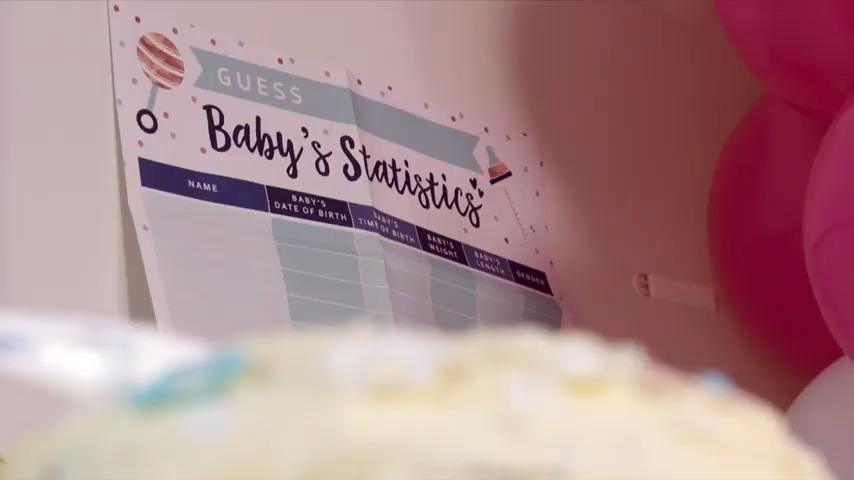 GUESS
Baby's Statistics
NAME
BABY'S
DATE OF BIRTH
BABY'S
TIME OF BIRTH
BABY'S
WEIGHT
BABY'S
LENGTH
GENDER